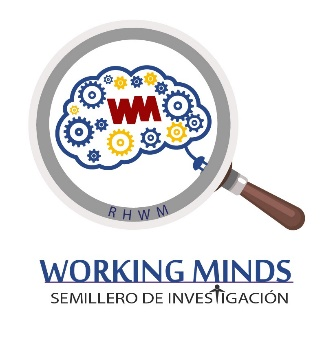 WM
RHWM
WORKING MINDS
SEMILLERO DE INVESTIGACIÓN